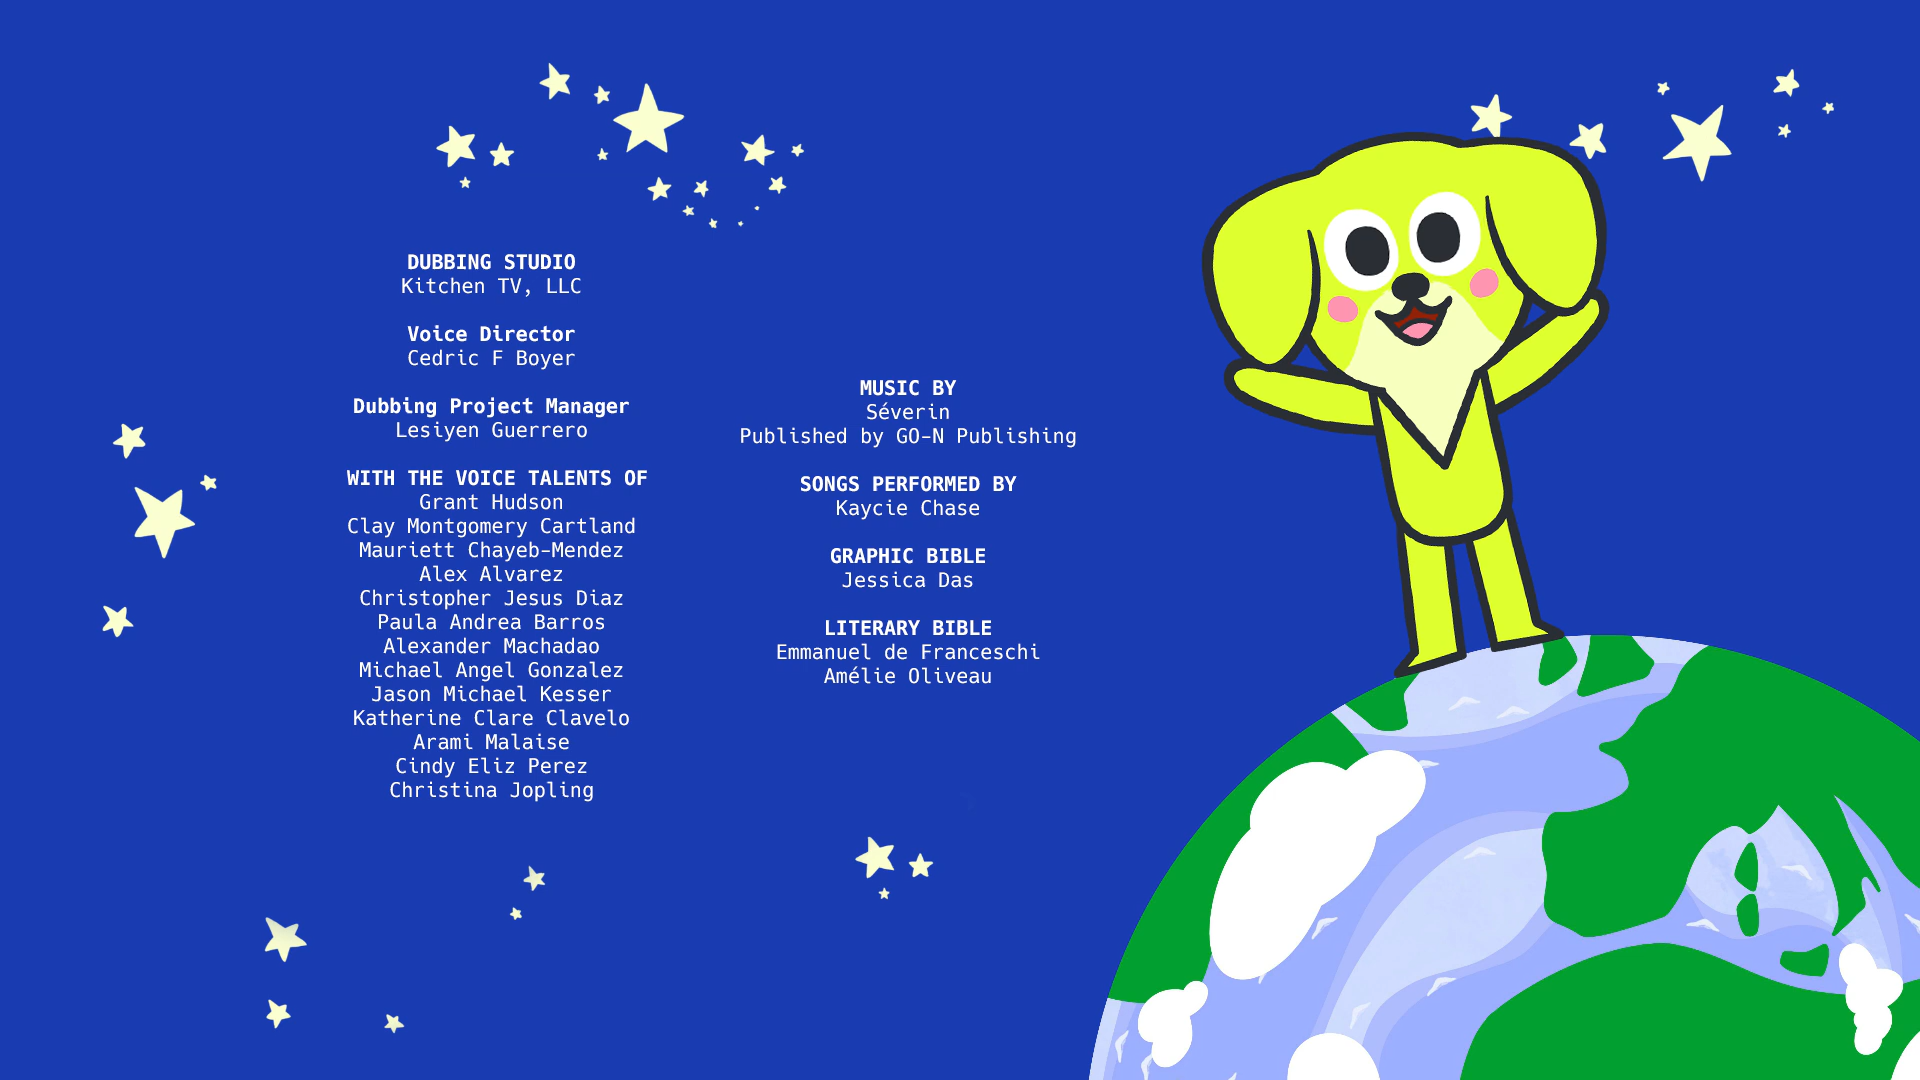 DUBBING STUDIO
Kitchen TV, LLC
Voice Director
Cedric F Boyer
Dubbing Project Manager
Lesiyen Guerrero
WITH THE VOICE TALENTS OF
Grant Hudson
Clay Montgomery Cartland
Mauriett Chayeb-Mendez
Alex Alvarez
Christopher Jesus Diaz
Paula Andrea Barros
Alexander Machadao
Michael Angel Gonzalez
Jason Michael Kesser
Katherine Clare Clavelo
Arami Malaise
Cindy Eliz Perez
Christina Jopling
MUSIC BY
Séverin
Published by GO-N Publishing
SONGS PERFORMED BY
Kaycie Chase
GRAPHIC BIBLE
Jessica Das
LITERARY BIBLE
Emmanuel de Franceschi
Amélie Oliveau